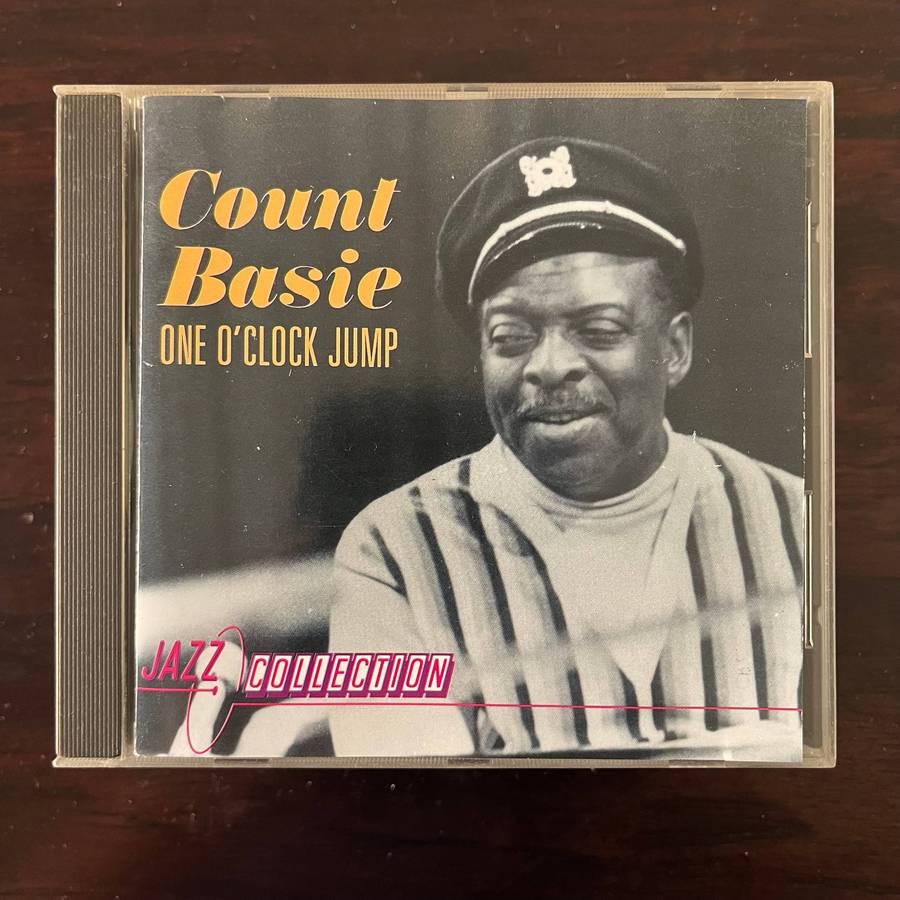 Count
Basie
ONE O'CLOCK JUMP
JAZZ
COLLECTION